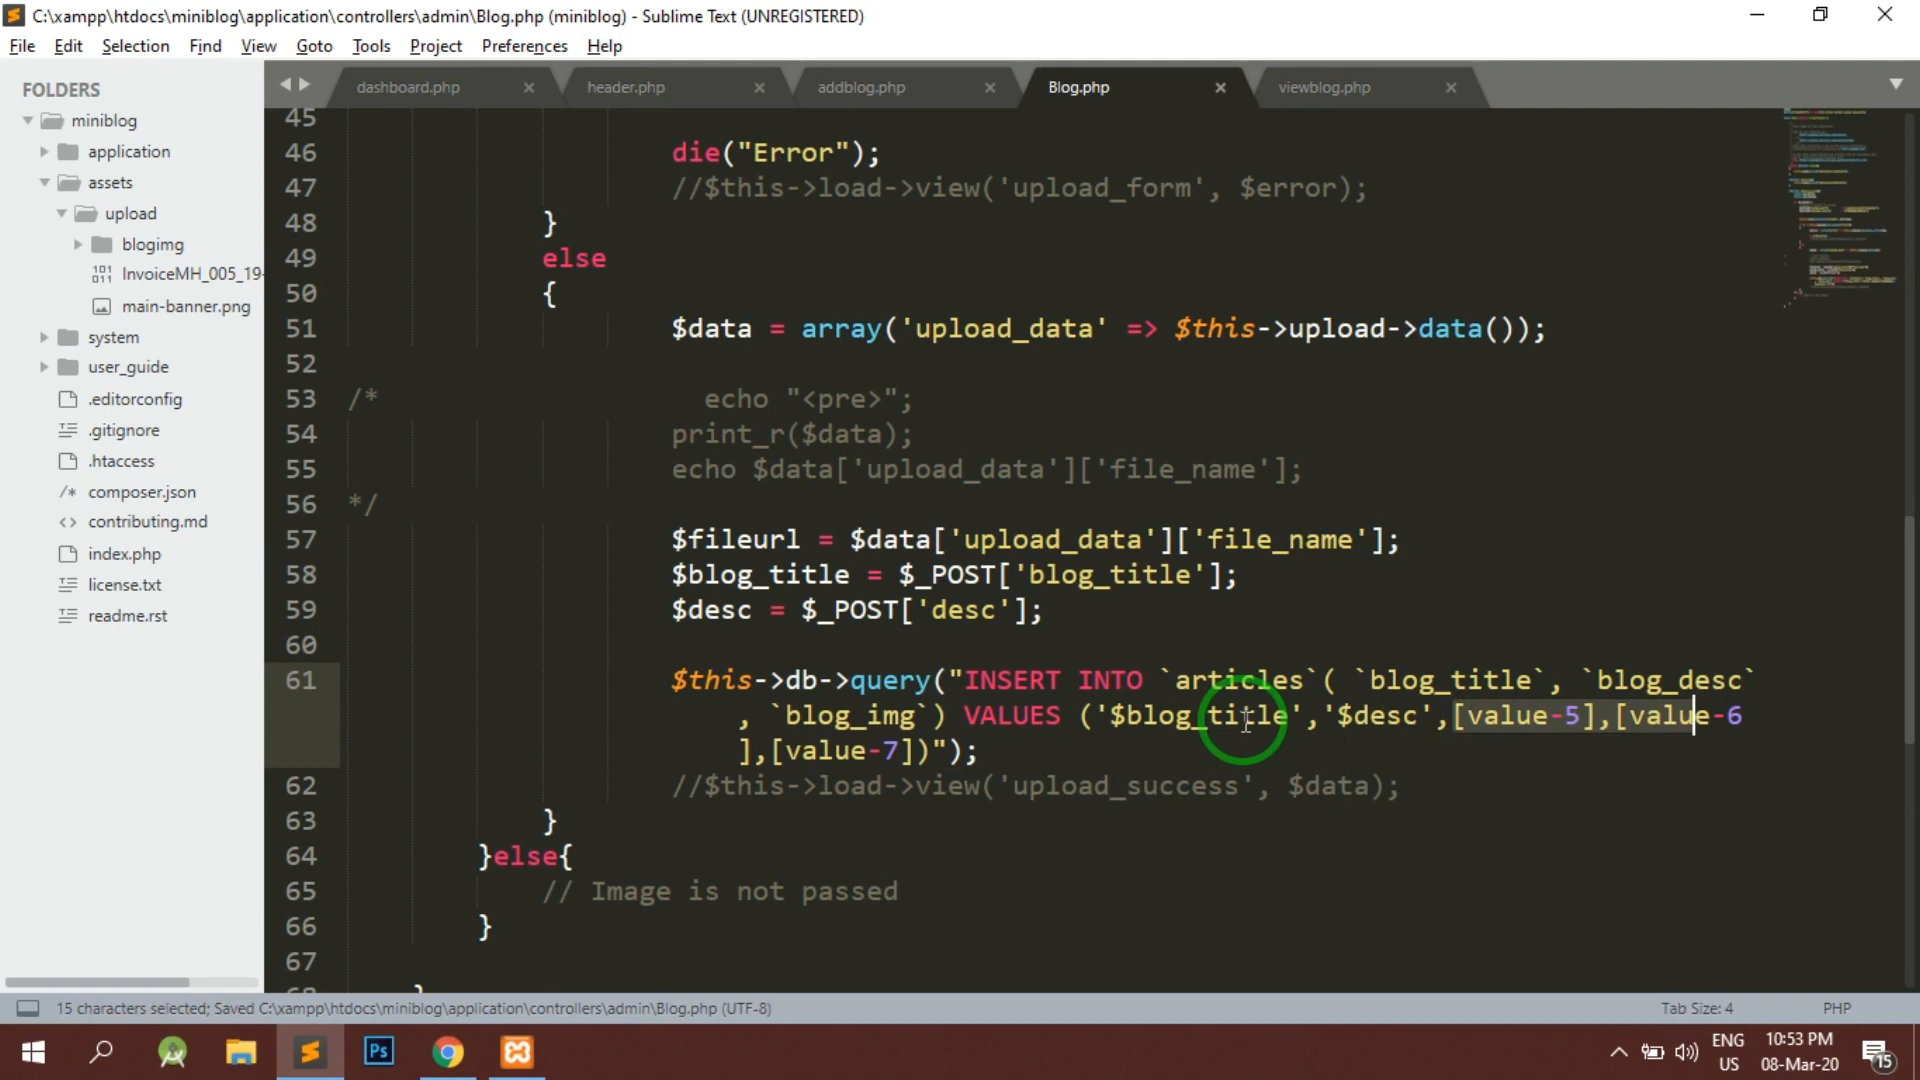 C:\xampp\htdocs\miniblog\application\controllers\admin\Blog.php (miniblog) - Sublime Text (UNREGISTERED)
File Edit Selection Find View Goto Tools Project Preferences Help
FOLDERS
miniblog
application
assets
upload
blogimg
InvoiceMH_005_19-
main-banner.png
system
user_guide
.editorconfig
.gitignore
.htaccess
composer.json
contributing.md
index.php
license.txt
readme.rst
dashboard.php header.php addblog.php Blog.php viewblog.php
45
46 die("Error");
47 //$this->load->view('upload_form', $error);
48 }
49 else
50 {
51 $data = array('upload_data' => $this->upload->data());
52
53 /* echo "<pre>";
54 print_r($data);
55 echo $data['upload_data']['file_name'];
56 */
57 $fileurl = $data['upload_data']['file_name'];
58 $blog_title = $_POST['blog_title'];
59 $desc = $_POST['desc'];
60
61 $this->db->query("INSERT INTO `articles`( `blog_title`, `blog_desc`
, `blog_img`) VALUES ('$blog_title','$desc',[value-5],[value-6
],[value-7])");
62 //$this->load->view('upload_success', $data);
63 }
64 }else{
65 // Image is not passed
66 }
67
15 characters selected; Saved C:\xampp\htdocs\miniblog\application\controllers\admin\Blog.php (UTF-8) Tab Size: 4 PHP
Ps
ENG
US
10:53 PM
08-Mar-20
15